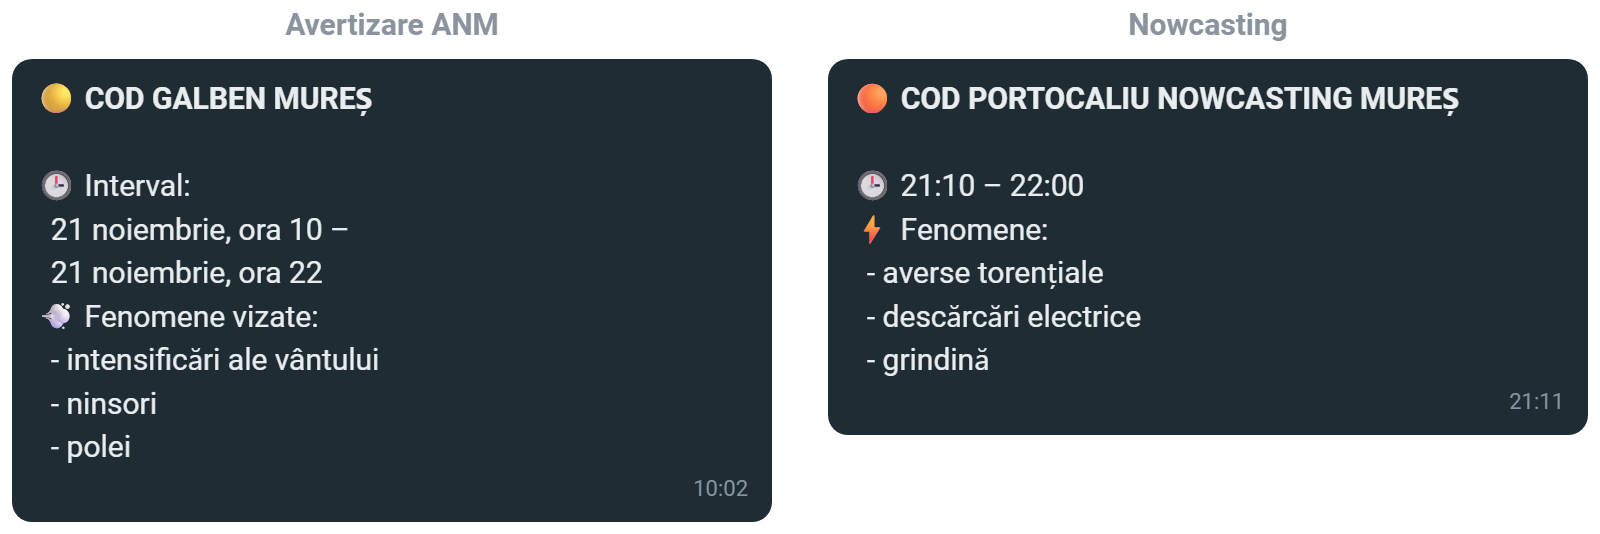 Avertizare ANM
COD GALBEN MUREȘ
Interval:
21 noiembrie, ora 10 –
21 noiembrie, ora 22
Fenomene vizate:
- intensificări ale vântului
- ninsori
- polei
10:02
Nowcasting
COD PORTOCALIU NOWCASTING MUREȘ
21:10 – 22:00
Fenomene:
- averse torențiale
- descărcări electrice
- grindină
21:11